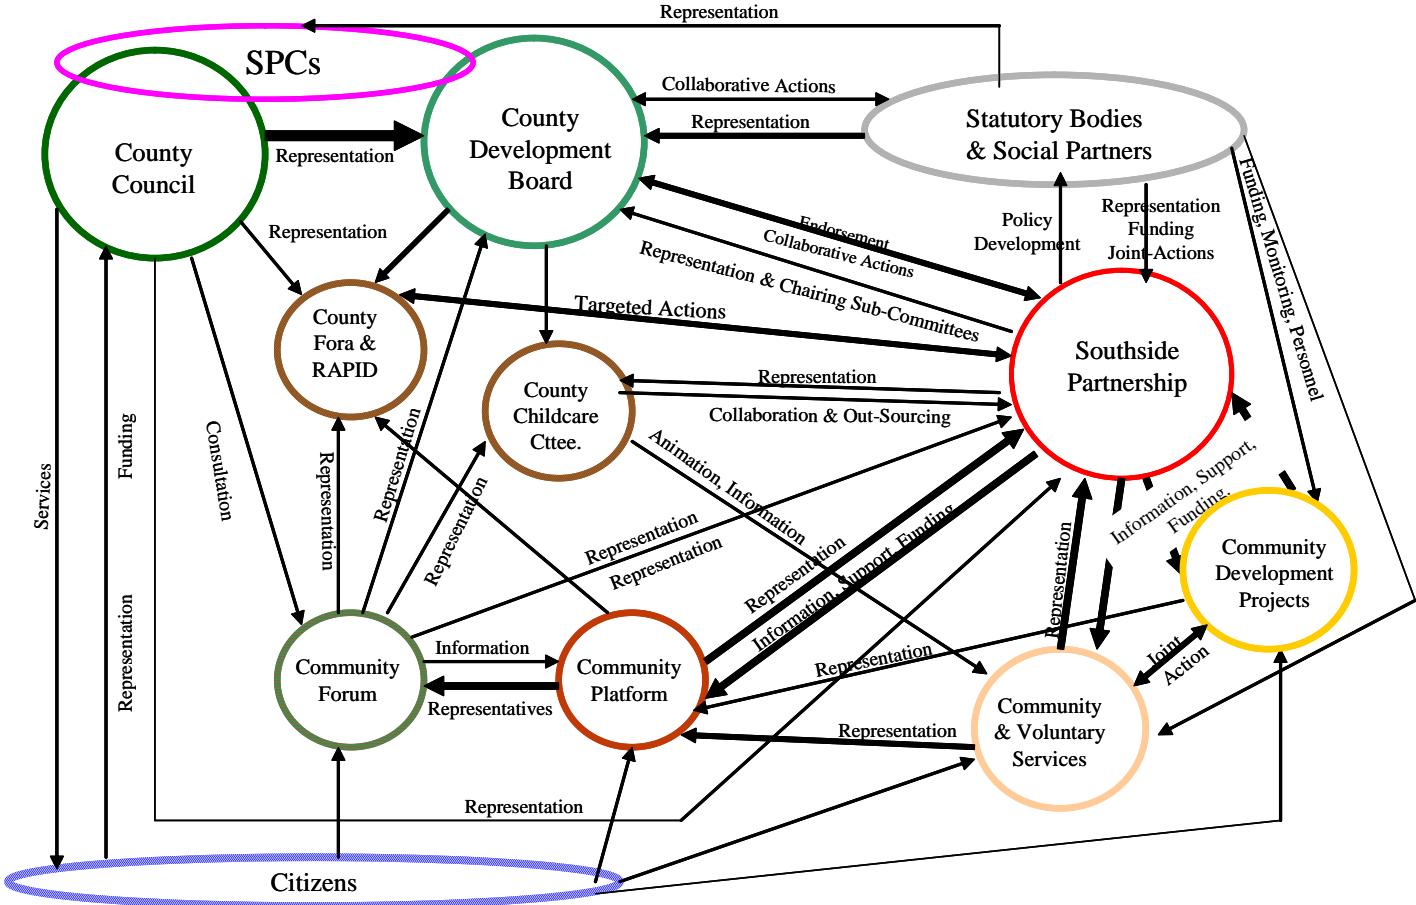 Representation
SPCs
County
Council
Representation
County
Development
Board
Collaborative Actions
Representation
Statutory Bodies
& Social Partners
Representation
Endorsement
Collaborative Actions
Representation & Chairing Sub-Committees
Policy
Development
Representation
Funding
Joint-Actions
Funding, Monitoring, Personnel
County
Fora &
RAPID
Targeted Actions
Southside
Partnership
County
Childcare
Cttee.
Representation
Collaboration & Out-Sourcing
Services
Funding
Representation
Consultation
Representation
Representation
Representation
Animation, Information
Representation
Representation
Representation
Information, Support, Funding
Representation
Information, Support,
Funding.
Community
Development
Projects
Community
Forum
Information
Representatives
Community
Platform
Representation
Joint
Action
Representation
Community
& Voluntary
Services
Representation
Citizens